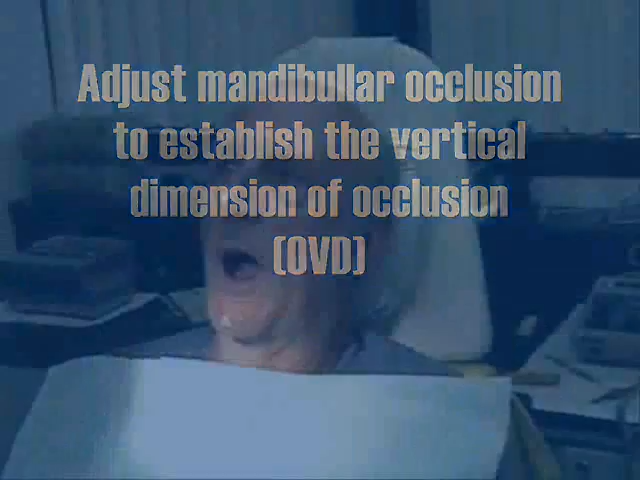 Adjust mandibullar occlusion
to establish the vertical
dimension of occlusion
(OVD)